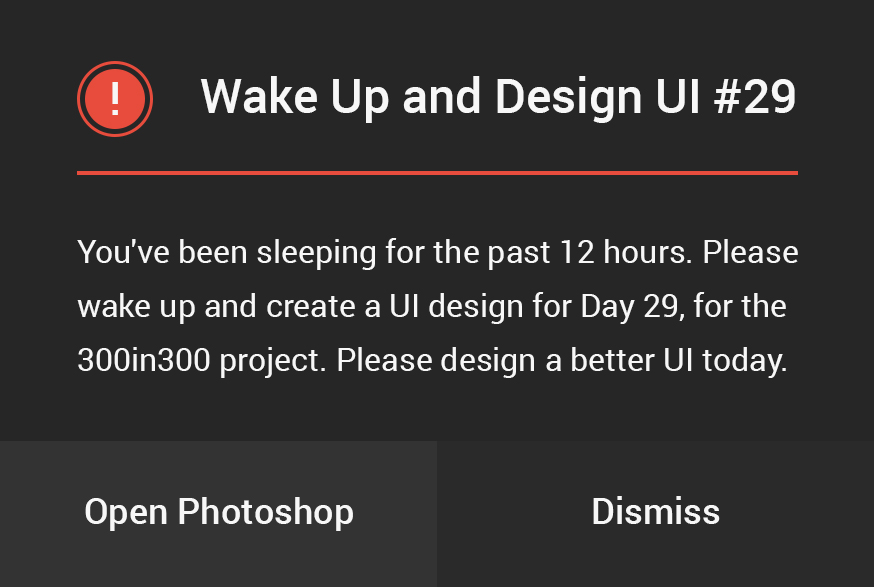 !
Wake Up and Design UI #29
You've been sleeping for the past 12 hours. Please
wake up and create a UI design for Day 29, for the
300in300 project. Please design a better UI today.
Open Photoshop
Dismiss